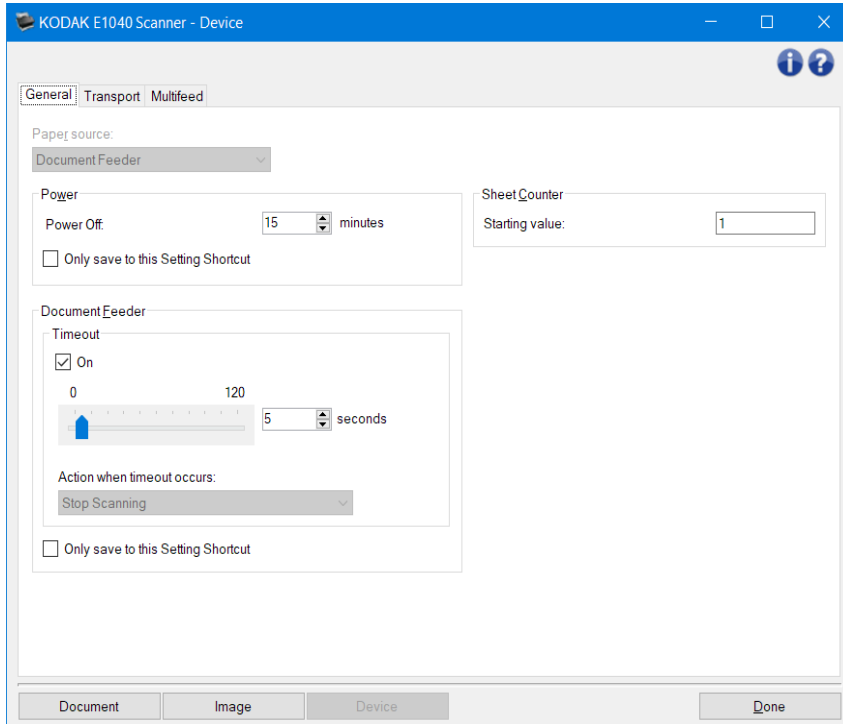 KODAK E1040 Scanner - Device
General Transport Multifeed
Paper source:
Document Feeder
Power
Power Off: 15 minutes
Only save to this Setting Shortcut
Sheet Counter
Starting value: 1
Document Feeder
Timeout
On
0 120
5 seconds
Action when timeout occurs:
Stop Scanning
Only save to this Setting Shortcut
Document Image Device Done